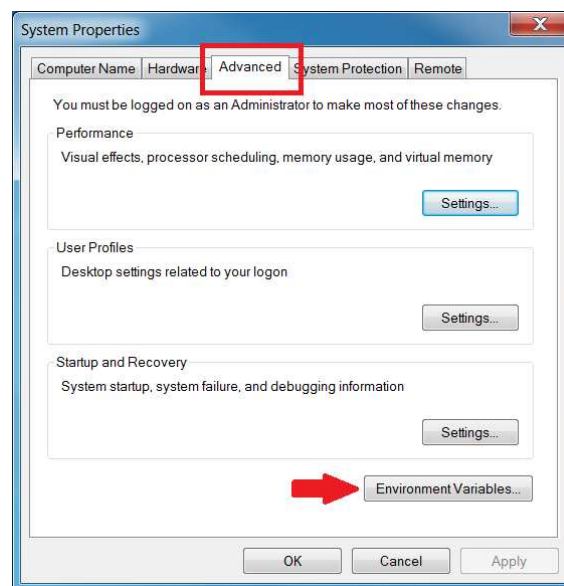 System Properties
Computer Name Hardware Advanced System Protection Remote
You must be logged on as an Administrator to make most of these changes.
Performance
Visual effects, processor scheduling, memory usage, and virtual memory
Settings...
User Profiles
Desktop settings related to your logon
Settings...
Startup and Recovery
System startup, system failure, and debugging information
Settings...
Environment Variables...
OK Cancel Apply